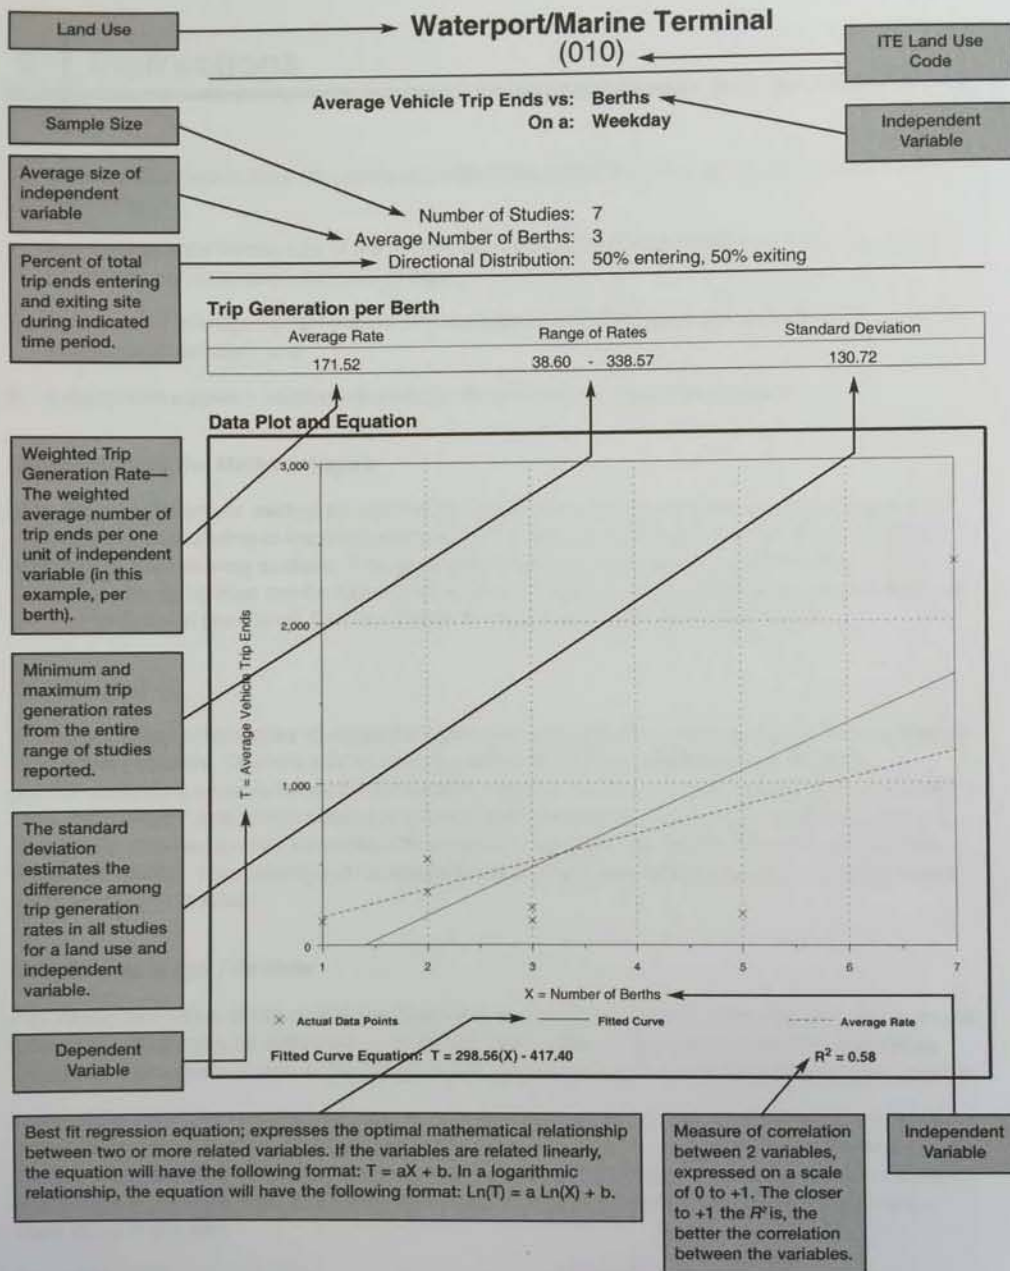 Land Use
Waterport/Marine Terminal
(010)
ITE Land Use
Code
Average Vehicle Trip Ends vs: Berths
On a: Weekday
Independent
Variable
Sample Size
Average size of
independent
variable
Number of Studies: 7
Average Number of Berths: 3
Directional Distribution: 50% entering, 50% exiting
Percent of total
trip ends entering
and exiting site
during indicated
time period.
Trip Generation per Berth
Average Rate Range of Rates Standard Deviation
171.52 38.60 - 338.57 130.72
Data Plot and Equation
Weighted Trip
Generation Rate—
The weighted
average number of
trip ends per one
unit of independent
variable (in this
example, per
berth).
Minimum and
maximum trip
generation rates
from the entire
range of studies
reported.
The standard
deviation
estimates the
difference among
trip generation
rates in all studies
for a land use and
independent
variable.
Dependent
Variable
T = Average Vehicle Trip Ends
3,000
2,000
1,000
0
1 2 3 4 5 6 7
X = Number of Berths
× Actual Data Points Fitted Curve Average Rate
Fitted Curve Equation: T = 298.56(X) - 417.40 R² = 0.58
Best fit regression equation; expresses the optimal mathematical relationship
between two or more related variables. If the variables are related linearly,
the equation will have the following format: T = aX + b. In a logarithmic
relationship, the equation will have the following format: Ln(T) = a Ln(X) + b.
Measure of correlation
between 2 variables,
expressed on a scale
of 0 to +1. The closer
to +1 the R² is, the
better the correlation
between the variables.
Independent
Variable